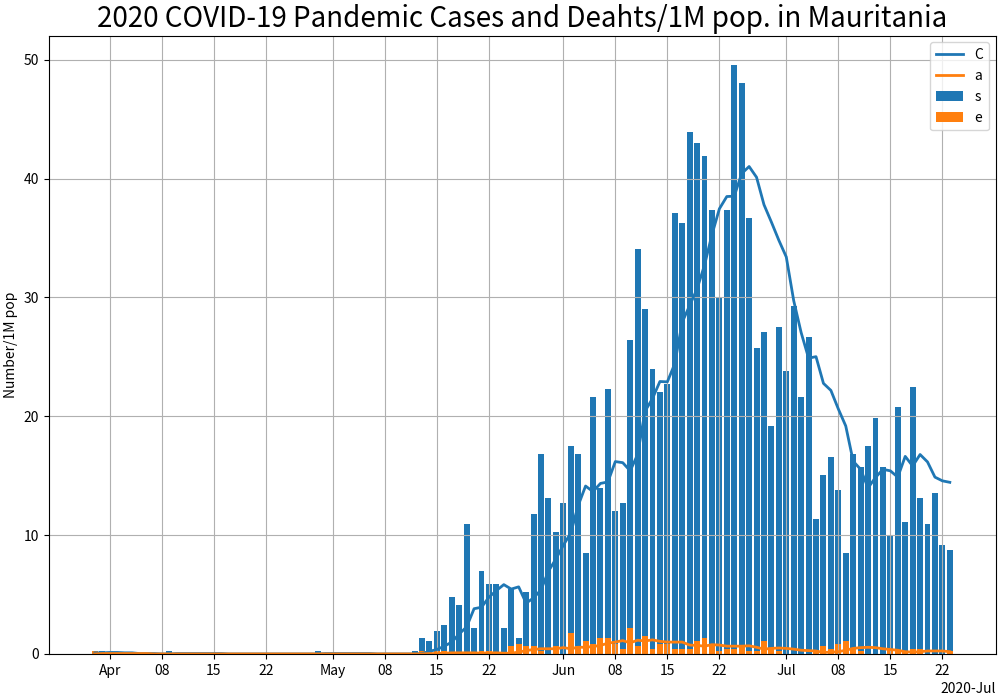 2020 COVID-19 Pandemic Cases and Deahts/1M pop. in Mauritania
50
40
30
20
10
0
Number/1M pop
C
a
s
e
Apr 08 15 22 May 08 15 22 Jun 08 15 22 Jul 08 15 22
2020-Jul